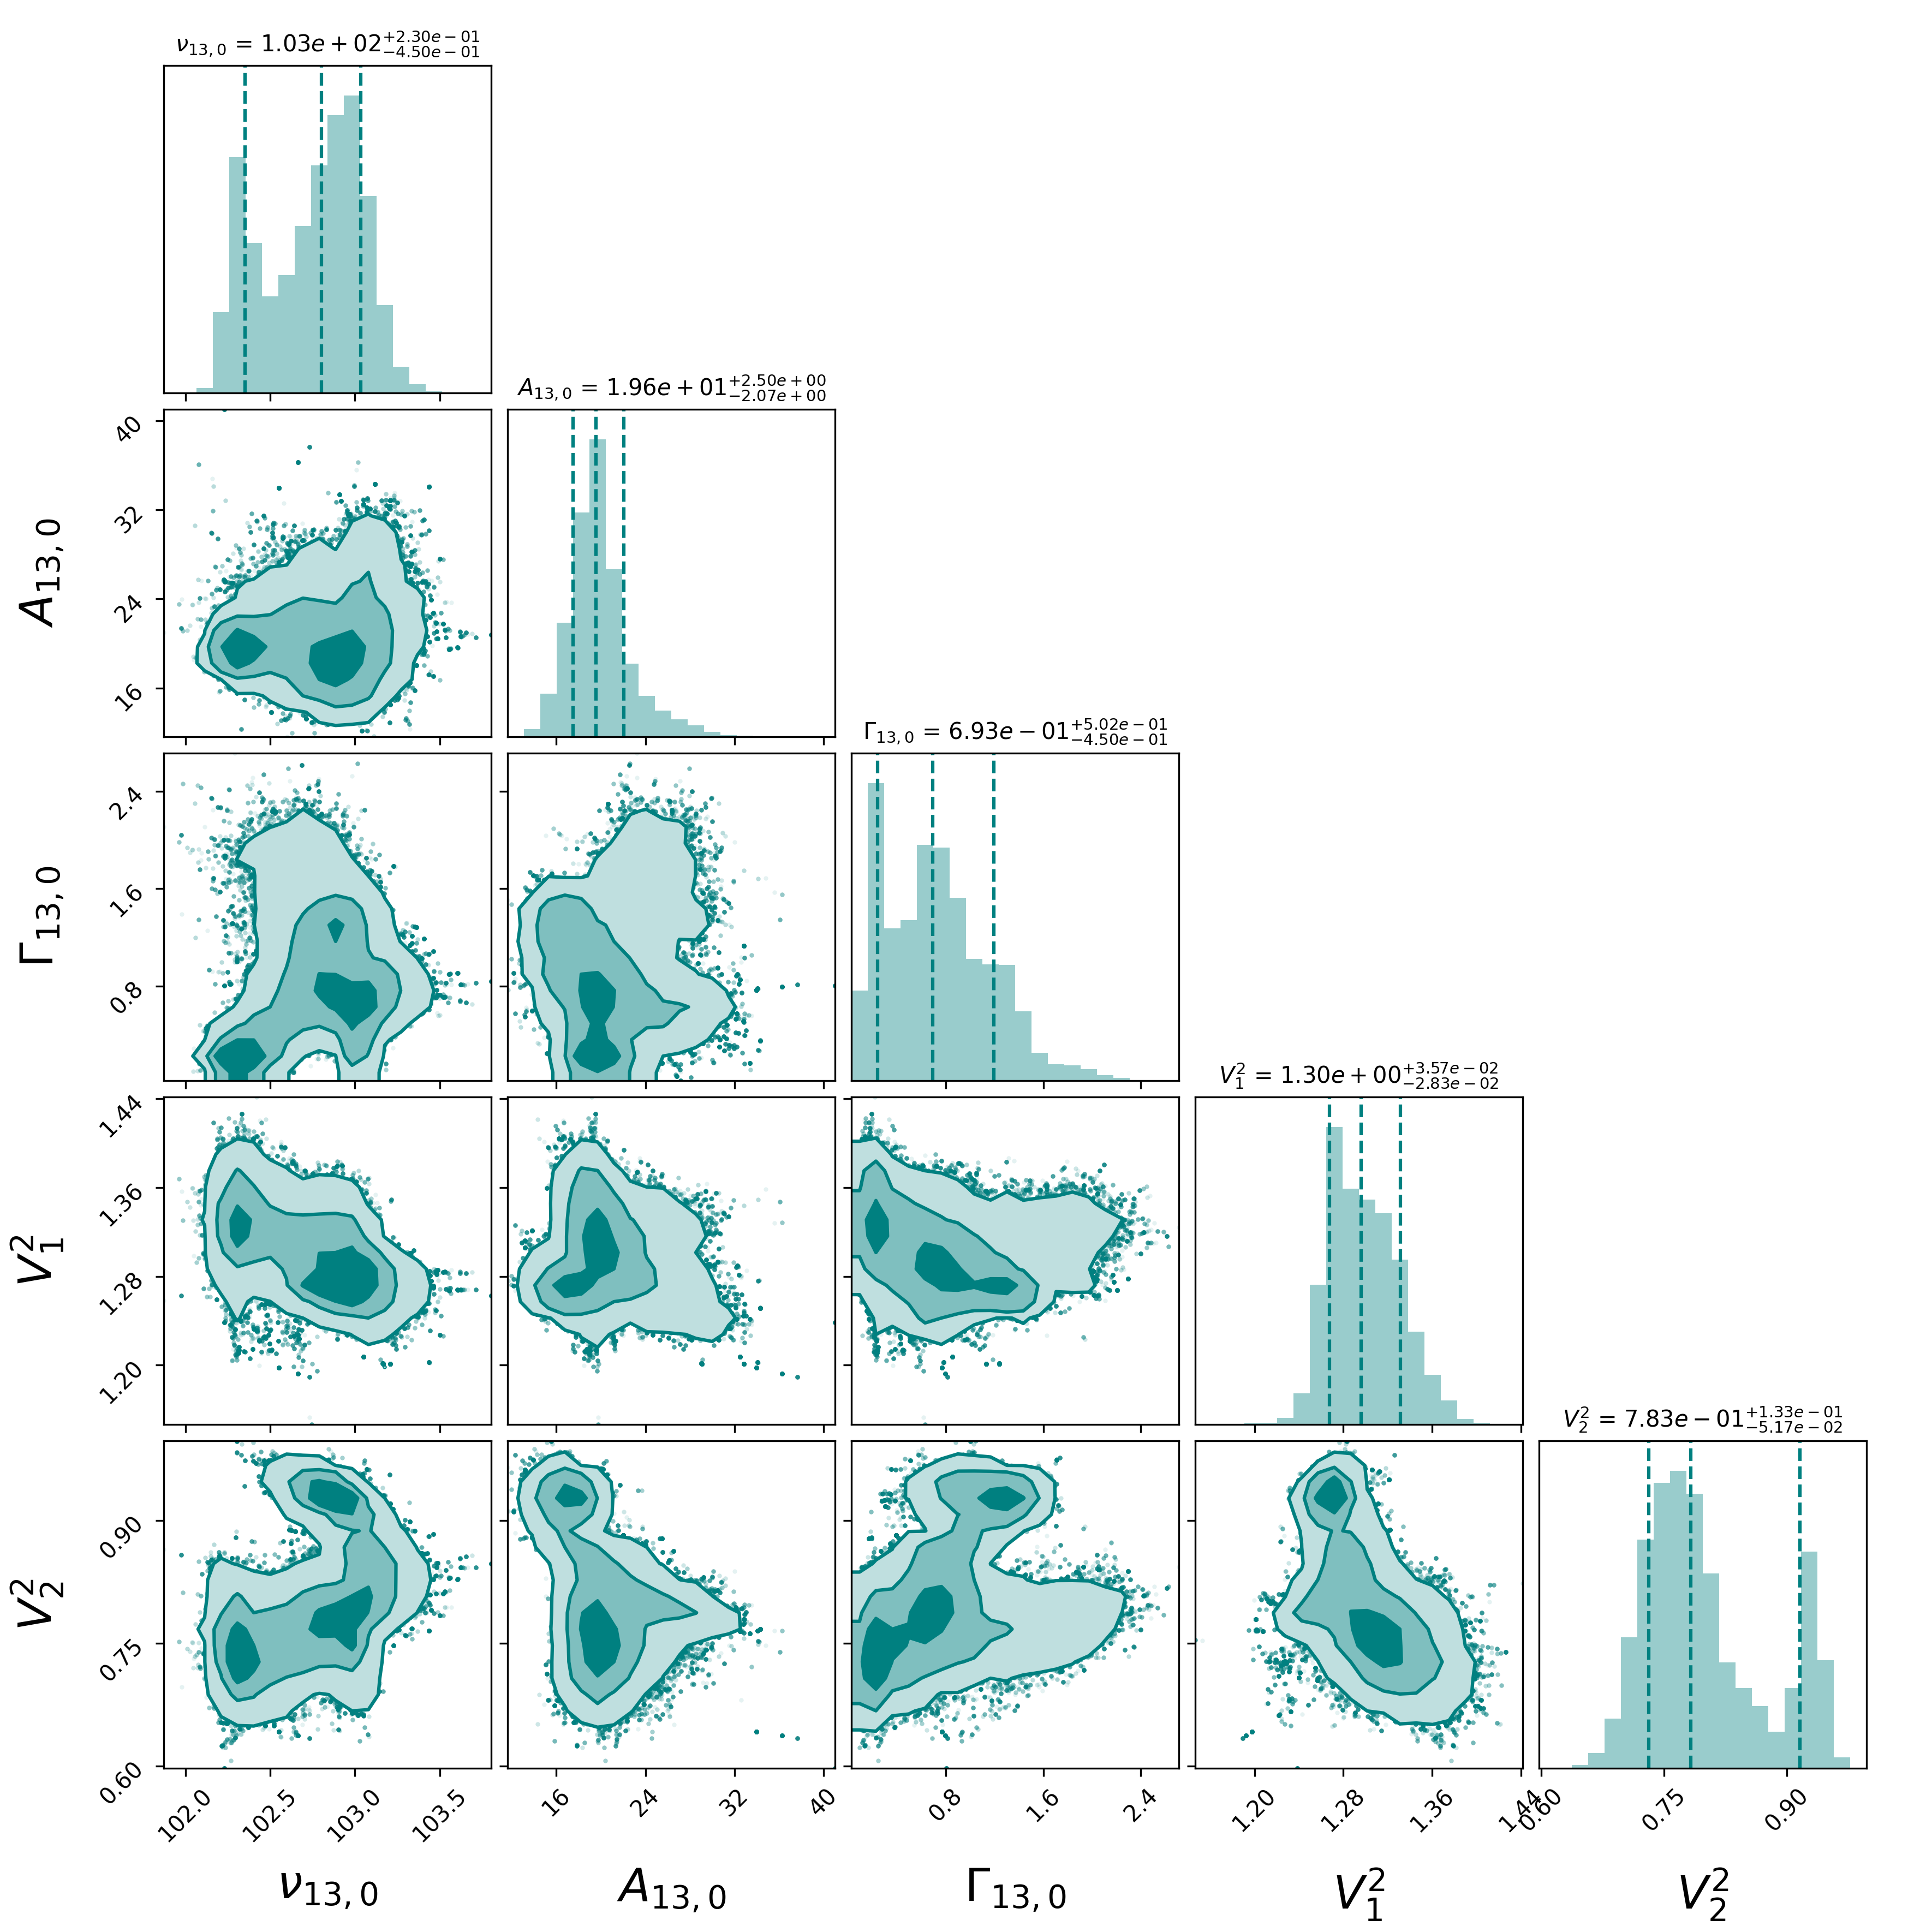 ν13, 0 = 1.03e + 02 +2.30e − 01 −4.50e − 01
A13, 0 = 1.96e + 01 +2.50e + 00 −2.07e + 00
40
32
24
16
A13, 0
Γ13, 0 = 6.93e − 01 +5.02e − 01 −4.50e − 01
2.4
1.6
0.8
Γ13, 0
V₁² = 1.30e + 00 +3.57e − 02 −2.83e − 02
1.44
1.36
1.28
1.20
V₁²
V₂² = 7.83e − 01 +1.33e − 01 −5.17e − 02
0.90
0.75
0.60
V₂²
102.0 102.5 103.0 103.5 16 24 32 40 0.8 1.6 2.4 1.20 1.28 1.36 1.44 0.60 0.75 0.90
ν13, 0 A13, 0 Γ13, 0 V₁² V₂²